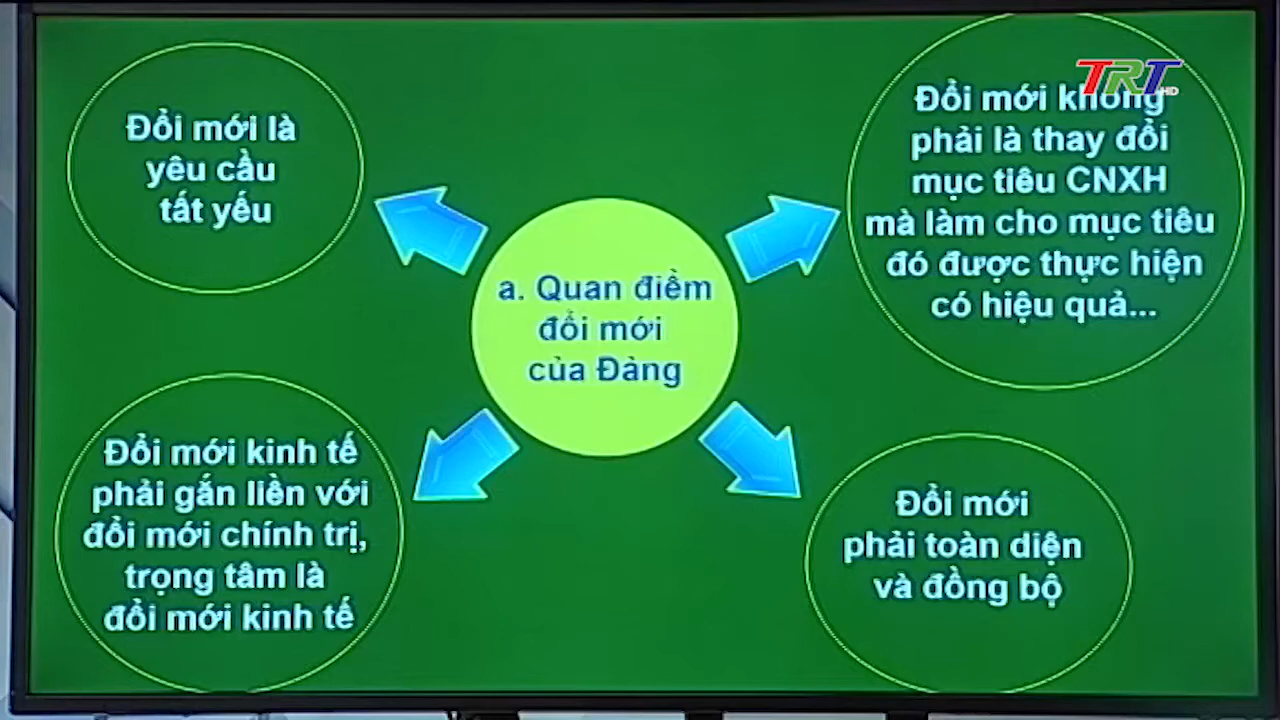 TRT HD
Đổi mới là
yêu cầu
tất yếu
Đổi mới không
phải là thay đổi
mục tiêu CNXH
mà làm cho mục tiêu
đó được thực hiện
có hiệu quả...
a. Quan điểm
đổi mới
của Đảng
Đổi mới kinh tế
phải gắn liền với
đổi mới chính trị,
trọng tâm là
đổi mới kinh tế
Đổi mới
phải toàn diện
và đồng bộ